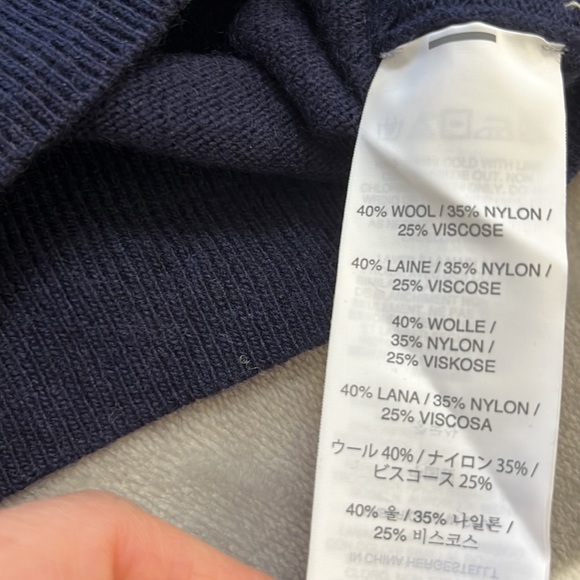 40% WOOL / 35% NYLON /
25% VISCOSE
40% LAINE / 35% NYLON /
25% VISCOSE
40% WOLLE /
35% NYLON /
25% VISKOSE
40% LANA / 35% NYLON /
25% VISCOSA
ウール 40% / ナイロン 35% /
ビスコース 25%
40% 울 / 35% 나일론 /
25% 비스코스